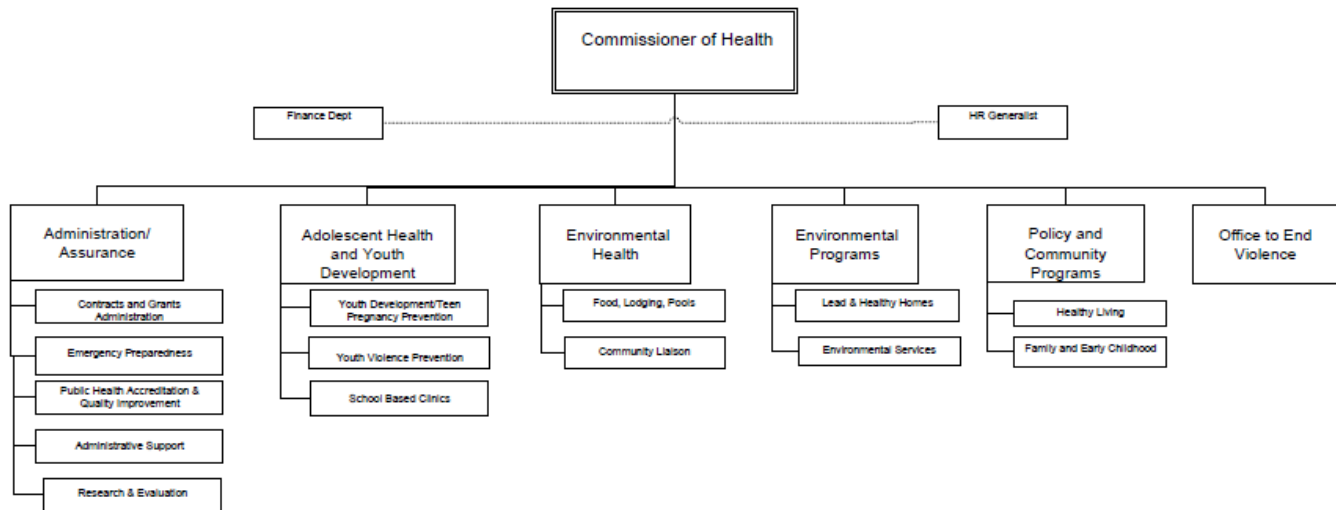 Commissioner of Health
Finance Dept
HR Generalist
Administration/
Assurance
Adolescent Health
and Youth
Development
Environmental
Health
Environmental
Programs
Policy and
Community
Programs
Office to End
Violence
Contracts and Grants
Administration
Emergency Preparedness
Public Health Accreditation &
Quality Improvement
Administrative Support
Research & Evaluation
Youth Development/Teen
Pregnancy Prevention
Youth Violence Prevention
School Based Clinics
Food, Lodging, Pools
Community Liaison
Lead & Healthy Homes
Environmental Services
Healthy Living
Family and Early Childhood